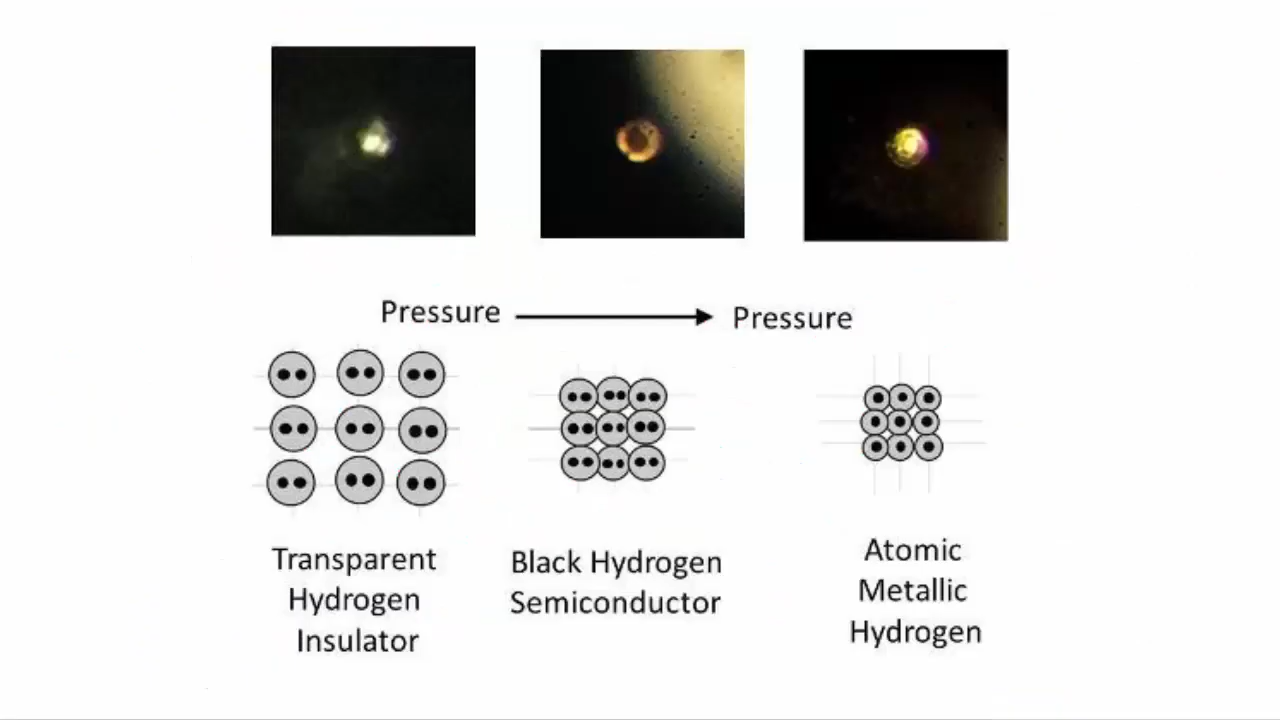 Pressure
Pressure
Transparent
Hydrogen
Insulator
Black Hydrogen
Semiconductor
Atomic
Metallic
Hydrogen